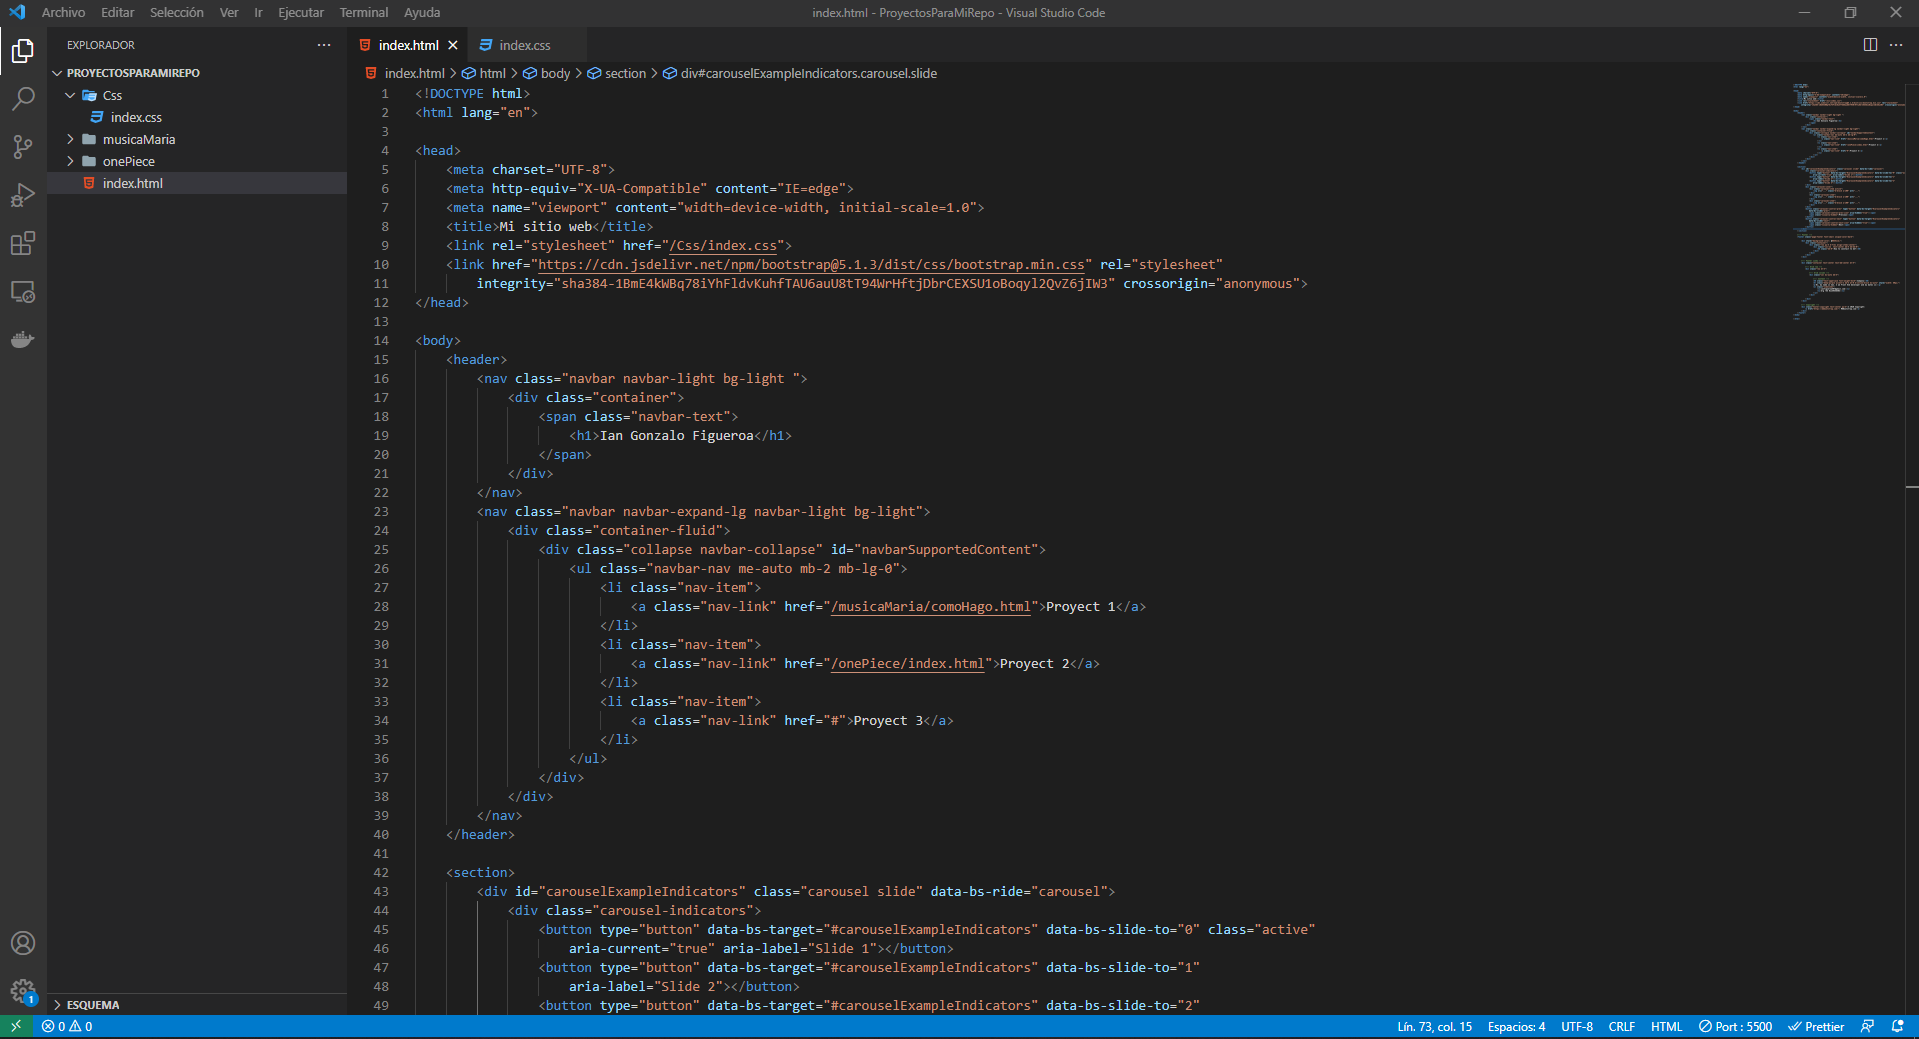 Archivo Editar Selección Ver Ir Ejecutar Terminal Ayuda
index.html - ProyectosParaMiRepo - Visual Studio Code
EXPLORADOR
PROYECTOSPARAMIREPO
Css
index.css
musicaMaria
onePiece
index.html
ESQUEMA
index.html
index.css
index.html > html > body > section > div#carouselExampleIndicators.carousel.slide
1 <!DOCTYPE html>
2 <html lang="en">
3
4 <head>
5 <meta charset="UTF-8">
6 <meta http-equiv="X-UA-Compatible" content="IE=edge">
7 <meta name="viewport" content="width=device-width, initial-scale=1.0">
8 <title>Mi sitio web</title>
9 <link rel="stylesheet" href="/Css/index.css">
10 <link href="https://cdn.jsdelivr.net/npm/bootstrap@5.1.3/dist/css/bootstrap.min.css" rel="stylesheet"
11 integrity="sha384-1BmE4kWBq78iYhFldvKuhfTAU6auU8tT94WrHftjDbrCEXSU1oBoqyl2QvZ6jIW3" crossorigin="anonymous">
12 </head>
13
14 <body>
15 <header>
16 <nav class="navbar navbar-light bg-light ">
17 <div class="container">
18 <span class="navbar-text">
19 <h1>Ian Gonzalo Figueroa</h1>
20 </span>
21 </div>
22 </nav>
23 <nav class="navbar navbar-expand-lg navbar-light bg-light">
24 <div class="container-fluid">
25 <div class="collapse navbar-collapse" id="navbarSupportedContent">
26 <ul class="navbar-nav me-auto mb-2 mb-lg-0">
27 <li class="nav-item">
28 <a class="nav-link" href="/musicaMaria/comoHago.html">Proyect 1</a>
29 </li>
30 <li class="nav-item">
31 <a class="nav-link" href="/onePiece/index.html">Proyect 2</a>
32 </li>
33 <li class="nav-item">
34 <a class="nav-link" href="#">Proyect 3</a>
35 </li>
36 </ul>
37 </div>
38 </div>
39 </nav>
40 </header>
41
42 <section>
43 <div id="carouselExampleIndicators" class="carousel slide" data-bs-ride="carousel">
44 <div class="carousel-indicators">
45 <button type="button" data-bs-target="#carouselExampleIndicators" data-bs-slide-to="0" class="active"
46 aria-current="true" aria-label="Slide 1"></button>
47 <button type="button" data-bs-target="#carouselExampleIndicators" data-bs-slide-to="1"
48 aria-label="Slide 2"></button>
49 <button type="button" data-bs-target="#carouselExampleIndicators" data-bs-slide-to="2"
1
0 0
Lín. 73, col. 15 Espacios: 4 UTF-8 CRLF HTML Port : 5500 Prettier